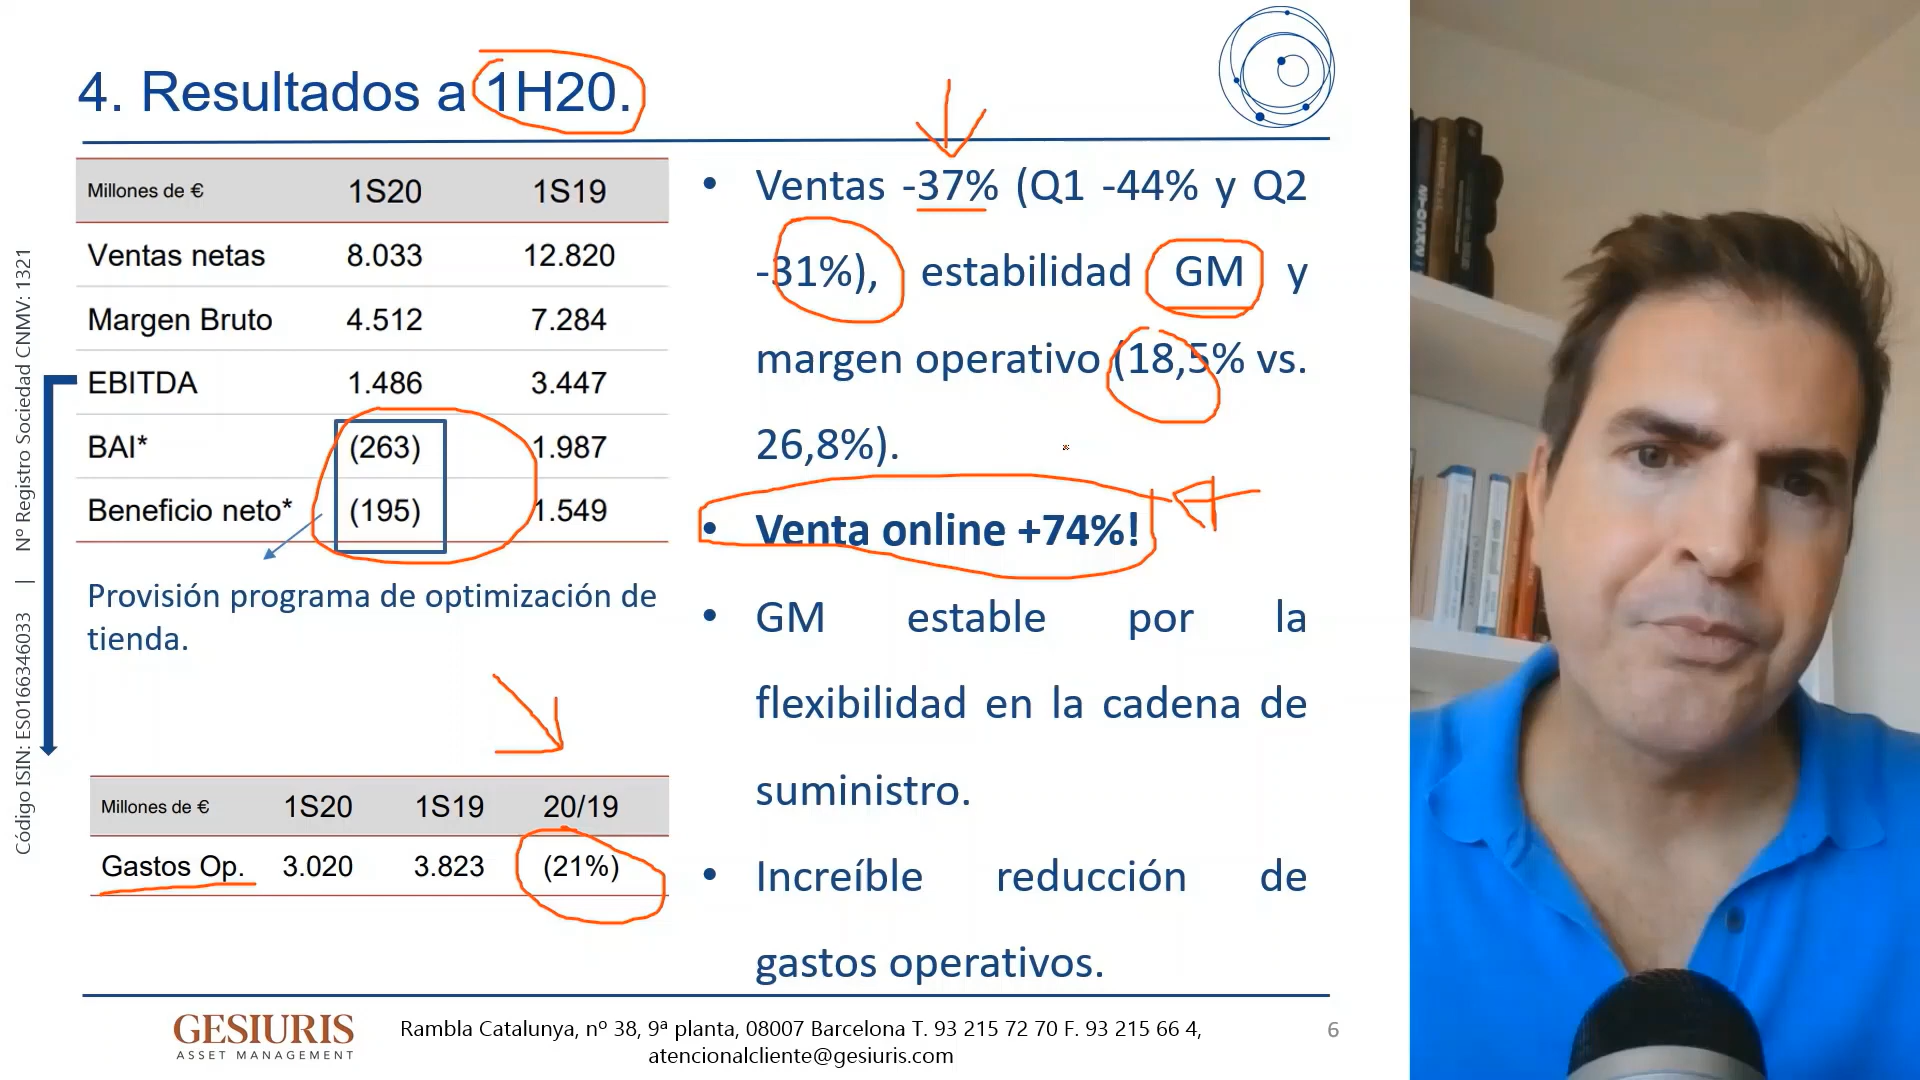 4. Resultados a 1H20.
Millones de € 1S20 1S19
Ventas netas 8.033 12.820
Margen Bruto 4.512 7.284
EBITDA 1.486 3.447
BAI* (263) 1.987
Beneficio neto* (195) 1.549
Provisión programa de optimización de
tienda.
Millones de € 1S20 1S19 20/19
Gastos Op. 3.020 3.823 (21%)
• Ventas -37% (Q1 -44% y Q2
-31%), estabilidad GM y
margen operativo (18,5% vs.
26,8%).
• Venta online +74%!
• GM estable por la
flexibilidad en la cadena de
suministro.
• Increíble reducción de
gastos operativos.
Código ISIN: ES0166346033 | Nº Registro Sociedad CNMV: 1321
GESIURIS
ASSET MANAGEMENT
Rambla Catalunya, nº 38, 9ª planta, 08007 Barcelona T. 93 215 72 70 F. 93 215 66 4,
atencionalcliente@gesiuris.com
6